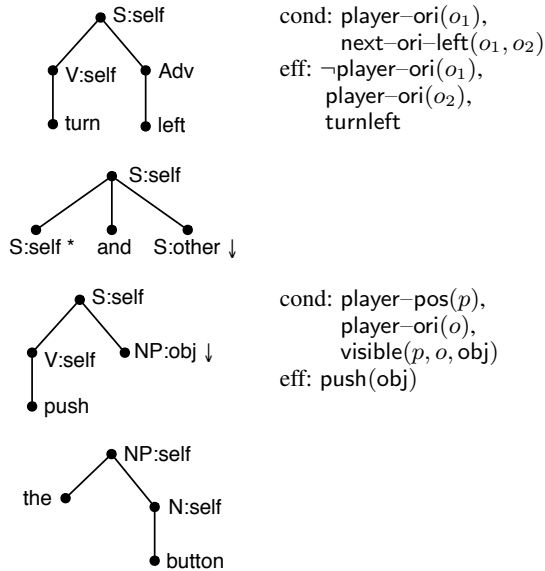 S:self
V:self Adv
turn left
cond: player–ori(o₁),
next–ori–left(o₁, o₂)
eff: ¬player–ori(o₁),
player–ori(o₂),
turnleft
S:self
S:self * and S:other ↓
S:self
V:self NP:obj ↓
push
cond: player–pos(p),
player–ori(o),
visible(p, o, obj)
eff: push(obj)
NP:self
the N:self
button